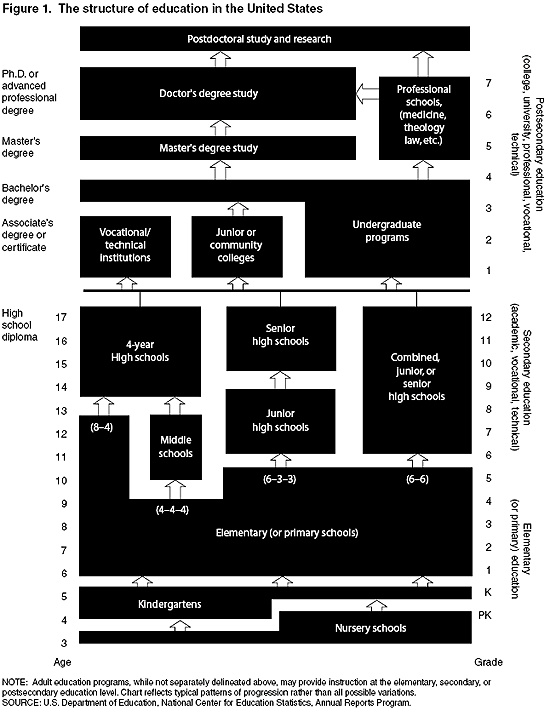 Figure 1. The structure of education in the United States
Postdoctoral study and research
Ph.D. or
advanced
professional
degree
Doctor's degree study
Professional
schools,
(medicine,
theology
law, etc.)
7
6
Master's
degree
Master's degree study
5
4
Bachelor's
degree
3
Associate's
degree or
certificate
Vocational/
technical
institutions
Junior or
community
colleges
Undergraduate
programs
2
1
Postsecondary education
(college, university, professional, vocational,
technical)
High
school
diploma
17
16
15
14
13
12
11
10
9
8
7
6
5
4
3
Age
4-year
High schools
Senior
high schools
Combined,
junior, or
senior
high schools
Junior
high schools
Middle
schools
(8–4)
(4–4–4)
(6–3–3)
(6–6)
Elementary (or primary schools)
Kindergartens
Nursery schools
12
11
10
9
8
7
6
5
4
3
2
1
K
PK
Grade
Secondary education
(academic, vocational, technical)
Elementary
(or primary) education
NOTE: Adult education programs, while not separately delineated above, may provide instruction at the elementary, secondary, or
postsecondary education level. Chart reflects typical patterns of progression rather than all possible variations.
SOURCE: U.S. Department of Education, National Center for Education Statistics, Annual Reports Program.